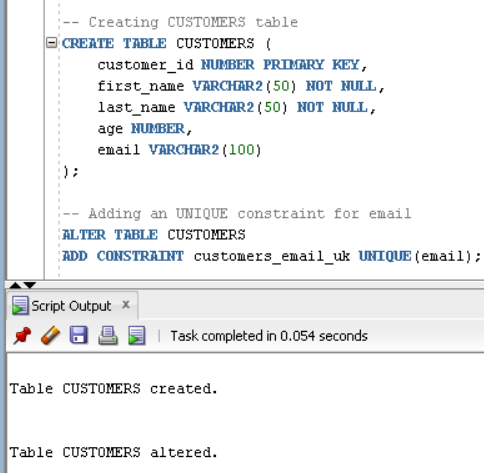 -- Creating CUSTOMERS table
CREATE TABLE CUSTOMERS (
customer_id NUMBER PRIMARY KEY,
first_name VARCHAR2(50) NOT NULL,
last_name VARCHAR2(50) NOT NULL,
age NUMBER,
email VARCHAR2(100)
);
-- Adding an UNIQUE constraint for email
ALTER TABLE CUSTOMERS
ADD CONSTRAINT customers_email_uk UNIQUE(email);
Script Output x
Task completed in 0.054 seconds
Table CUSTOMERS created.
Table CUSTOMERS altered.